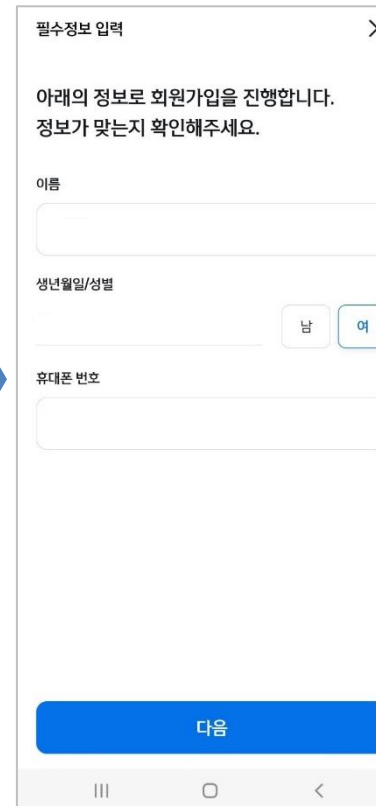 필수정보 입력
아래의 정보로 회원가입을 진행합니다.
정보가 맞는지 확인해주세요.
이름
생년월일/성별
남 여
휴대폰 번호
다음